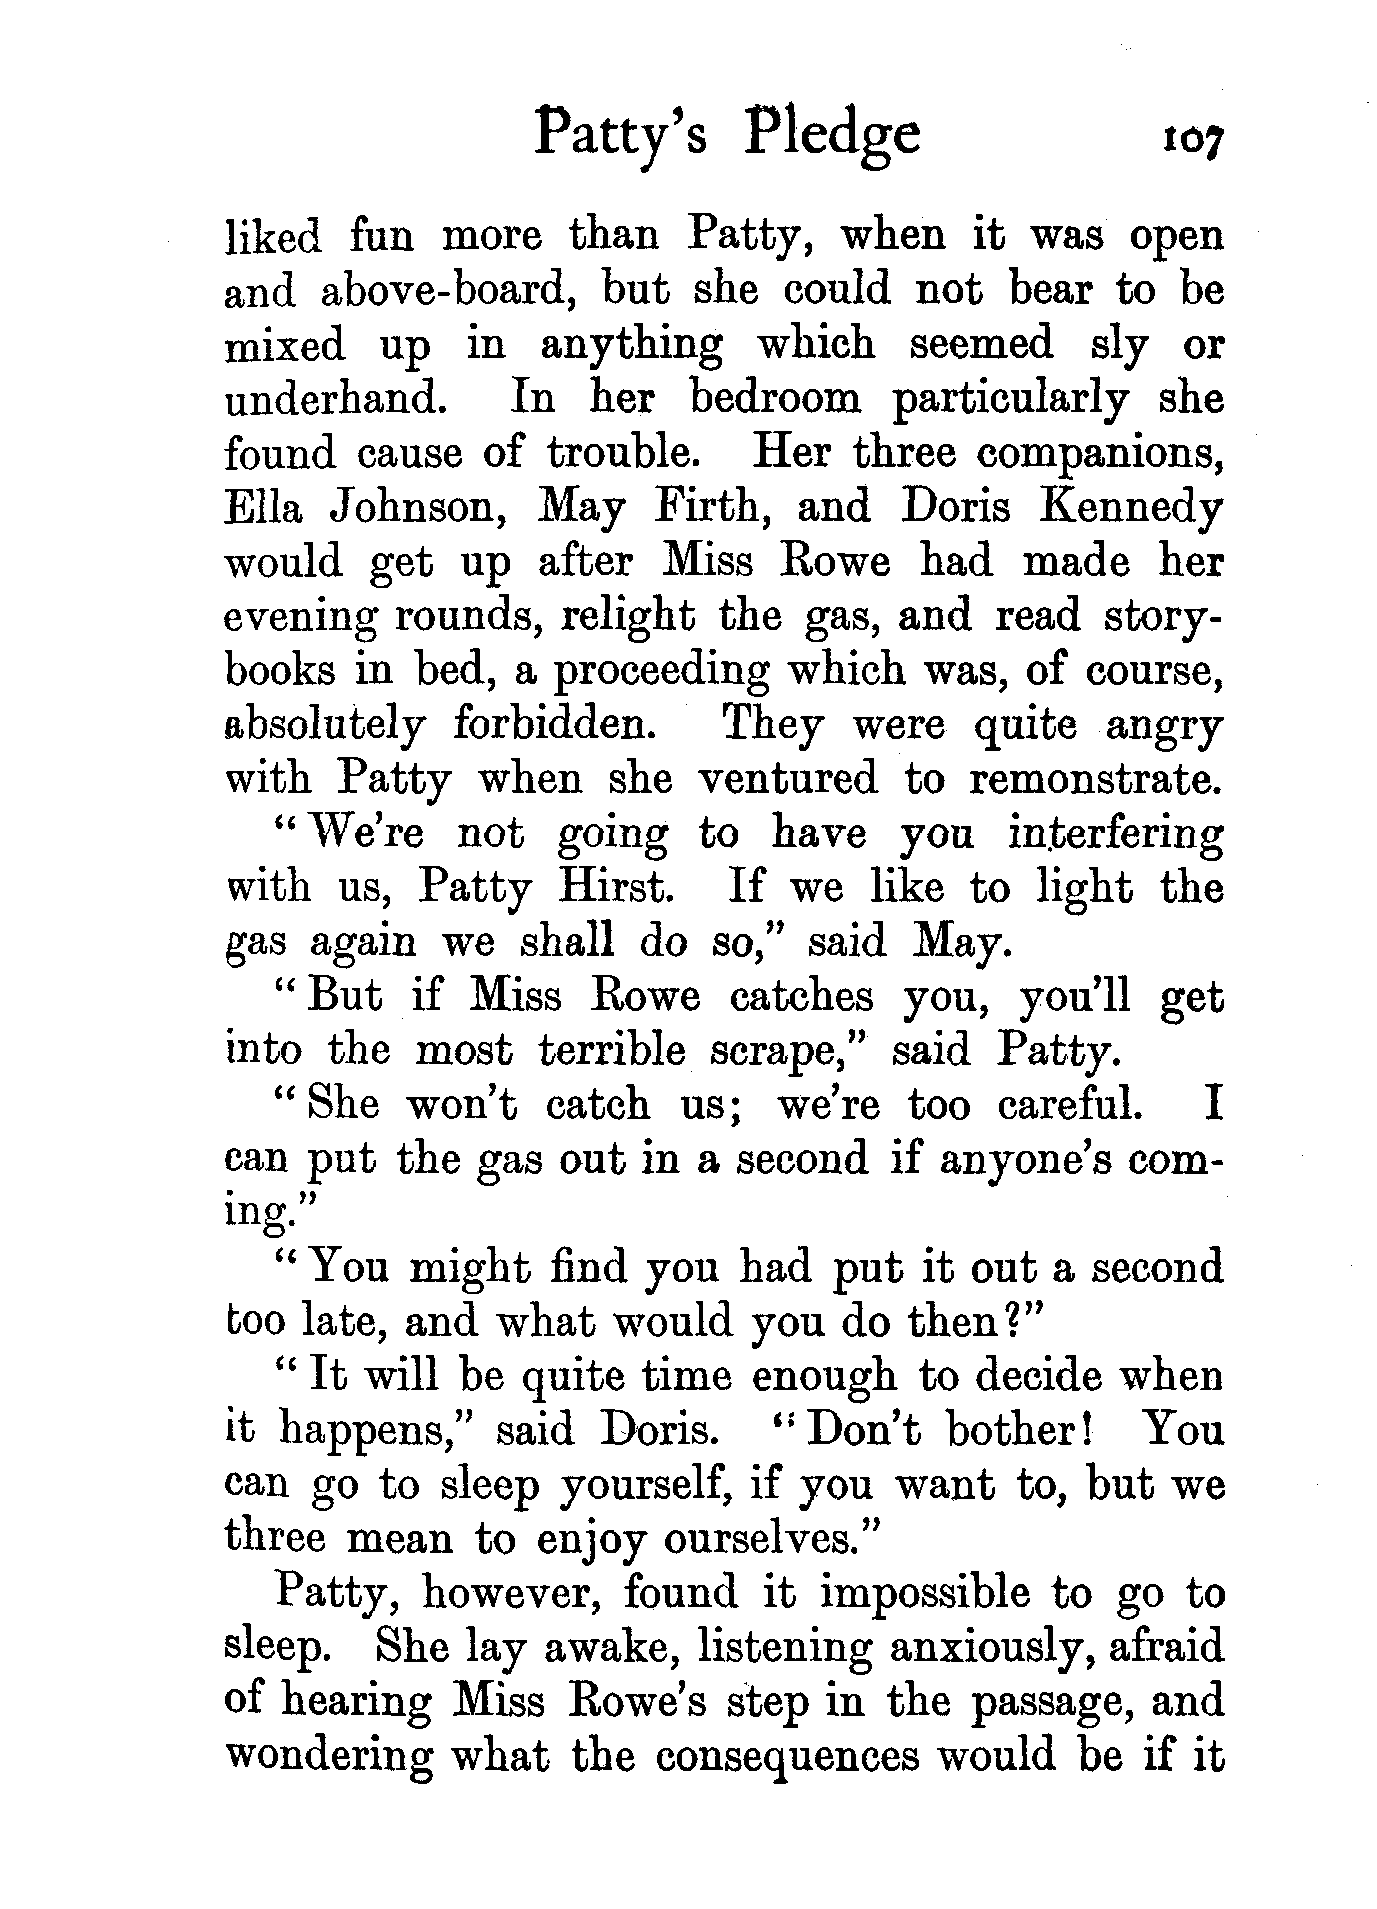 Patty's Pledge 107
liked fun more than Patty, when it was open
and above-board, but she could not bear to be
mixed up in anything which seemed sly or
underhand. In her bedroom particularly she
found cause of trouble. Her three companions,
Ella Johnson, May Firth, and Doris Kennedy
would get up after Miss Rowe had made her
evening rounds, relight the gas, and read story-
books in bed, a proceeding which was, of course,
absolutely forbidden. They were quite angry
with Patty when she ventured to remonstrate.
"We're not going to have you interfering
with us, Patty Hirst. If we like to light the
gas again we shall do so," said May.
"But if Miss Rowe catches you, you'll get
into the most terrible scrape," said Patty.
"She won't catch us; we're too careful. I
can put the gas out in a second if anyone's com-
ing."
"You might find you had put it out a second
too late, and what would you do then?"
"It will be quite time enough to decide when
it happens," said Doris. "Don't bother! You
can go to sleep yourself, if you want to, but we
three mean to enjoy ourselves."
Patty, however, found it impossible to go to
sleep. She lay awake, listening anxiously, afraid
of hearing Miss Rowe's step in the passage, and
wondering what the consequences would be if it